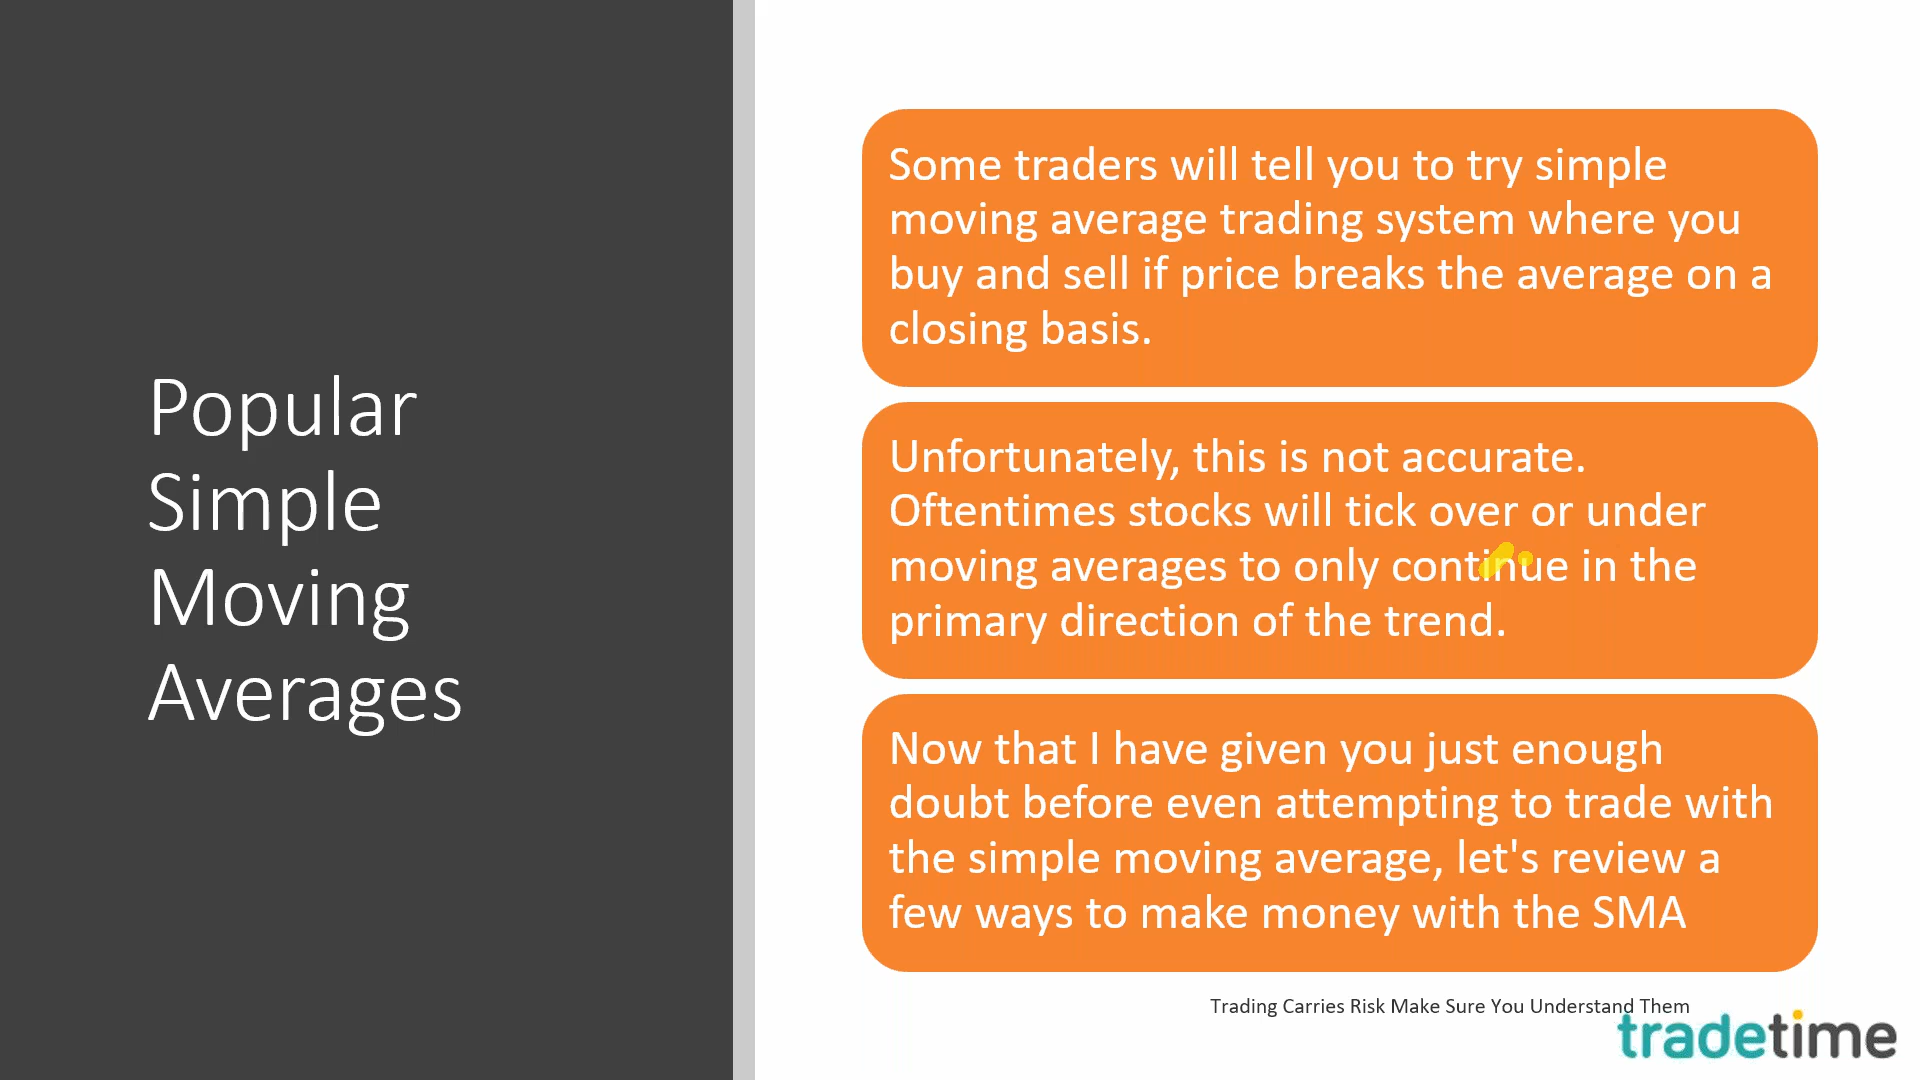 Popular
Simple
Moving
Averages
Some traders will tell you to try simple
moving average trading system where you
buy and sell if price breaks the average on a
closing basis.
Unfortunately, this is not accurate.
Oftentimes stocks will tick over or under
moving averages to only continue in the
primary direction of the trend.
Now that I have given you just enough
doubt before even attempting to trade with
the simple moving average, let's review a
few ways to make money with the SMA
Trading Carries Risk Make Sure You Understand Them
tradetime